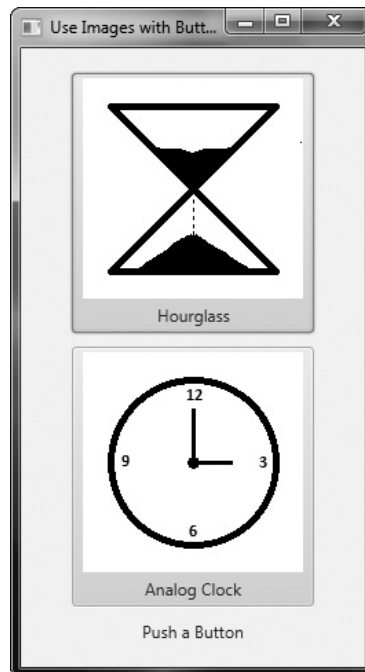 Use Images with Butt...
Hourglass
12
9
3
6
Analog Clock
Push a Button